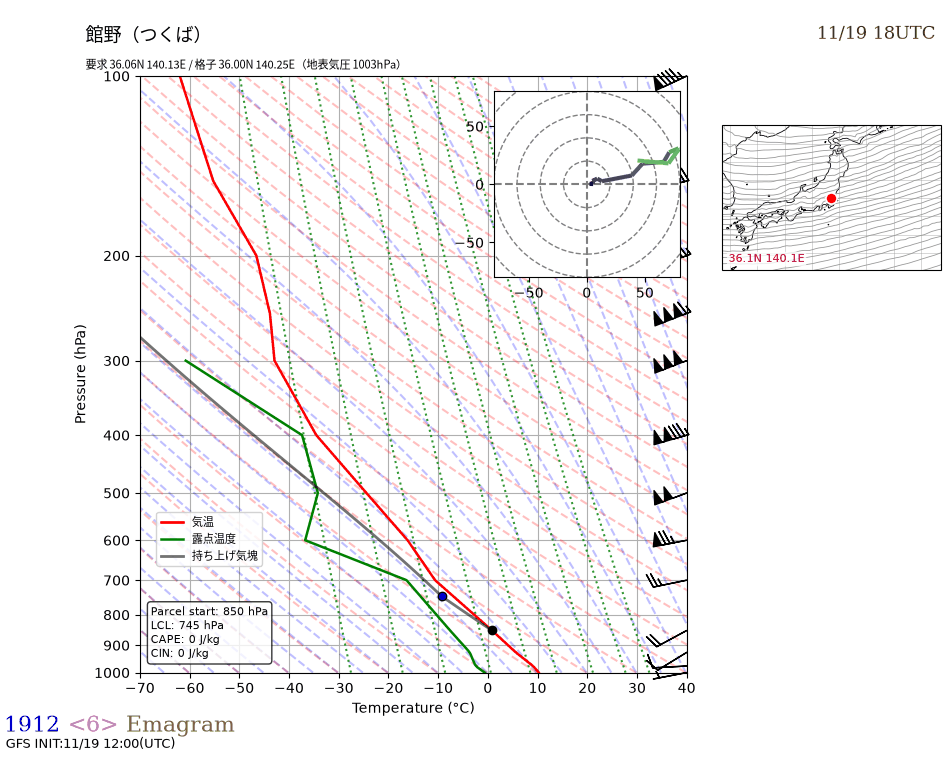 館野（つくば）
11/19 18UTC
要求 36.06N 140.13E / 格子 36.00N 140.25E（地表気圧 1003hPa）
100
200
300
400
500
600
700
800
900
1000
Pressure (hPa)
−70 −60 −50 −40 −30 −20 −10 0 10 20 30 40
Temperature (°C)
50
0
−50
−50 0 50
気温
露点温度
持ち上げ気塊
Parcel start: 850 hPa
LCL: 745 hPa
CAPE: 0 J/kg
CIN: 0 J/kg
36.1N 140.1E
1912 <6> Emagram
GFS INIT:11/19 12:00(UTC)